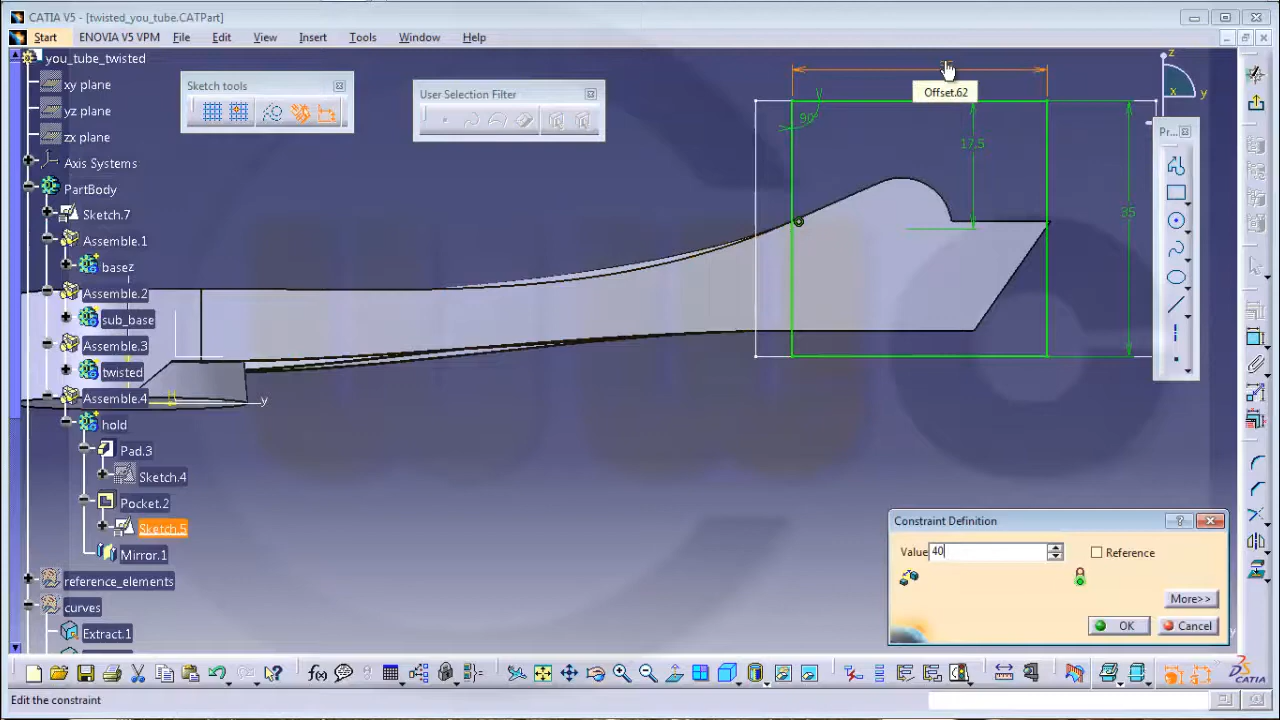 CATIA V5 - [twisted_you_tube.CATPart]
Start ENOVIA V5 VPM File Edit View Insert Tools Window Help
you_tube_twisted
xy plane
yz plane
zx plane
Axis Systems
PartBody
Sketch.7
Assemble.1
base
Assemble.2
sub_base
Assemble.3
twisted
Assemble.4
hold
Pad.3
Sketch.4
Pocket.2
Sketch.5
Mirror.1
reference_elements
curves
Extract.1
Sketch tools
User Selection Filter
Offset.62
90
17,5
35
z
y
x
Pr...
z
y
Constraint Definition
Value 40
Reference
More>>
OK Cancel
f(x)
Edit the constraint
CATIA